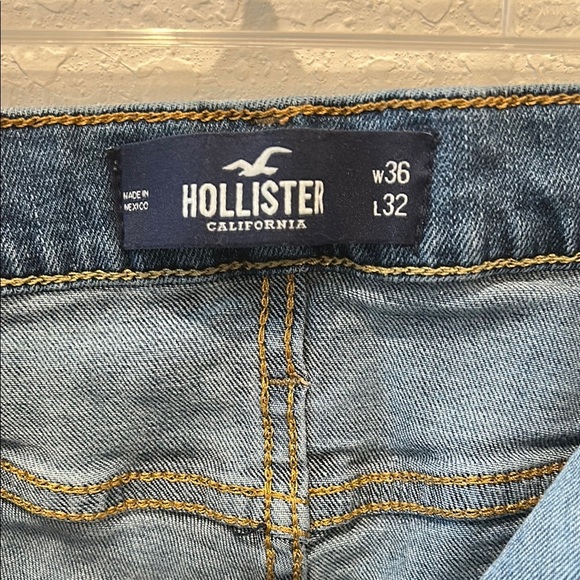 MADE IN
MEXICO
HOLLISTER
CALIFORNIA
W36
L32